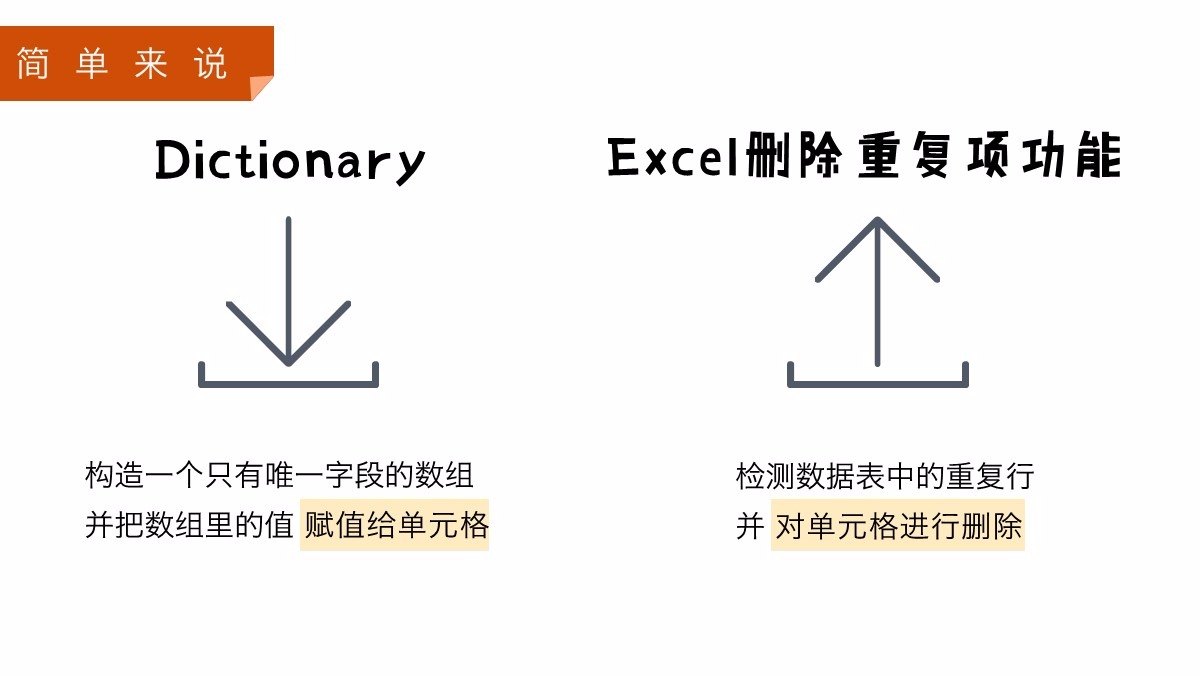 简单来说
Dictionary
Excel删除重复项功能
构造一个只有唯一字段的数组
并把数组里的值 赋值给单元格
检测数据表中的重复行
并 对单元格进行删除